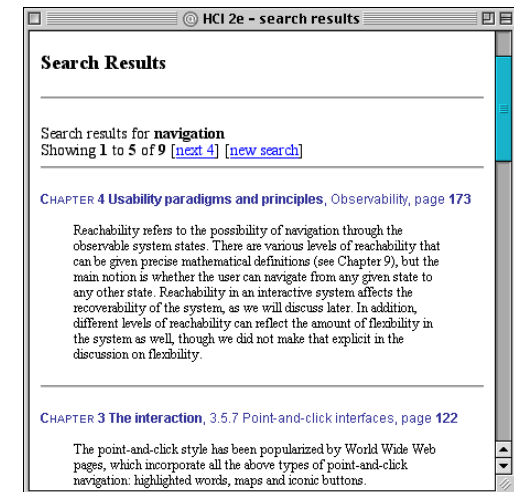 HCI 2e – search results
Search Results
Search results for navigation
Showing 1 to 5 of 9 [next 4] [new search]
CHAPTER 4 Usability paradigms and principles, Observability, page 173
Reachability refers to the possibility of navigation through the
observable system states. There are various levels of reachability that
can be given precise mathematical definitions (see Chapter 9), but the
main notion is whether the user can navigate from any given state to
any other state. Reachability in an interactive system affects the
recoverability of the system, as we will discuss later. In addition,
different levels of reachability can reflect the amount of flexibility in
the system as well, though we did not make that explicit in the
discussion on flexibility.
CHAPTER 3 The interaction, 3.5.7 Point-and-click interfaces, page 122
The point-and-click style has been popularized by World Wide Web
pages, which incorporate all the above types of point-and-click
navigation: highlighted words, maps and iconic buttons.